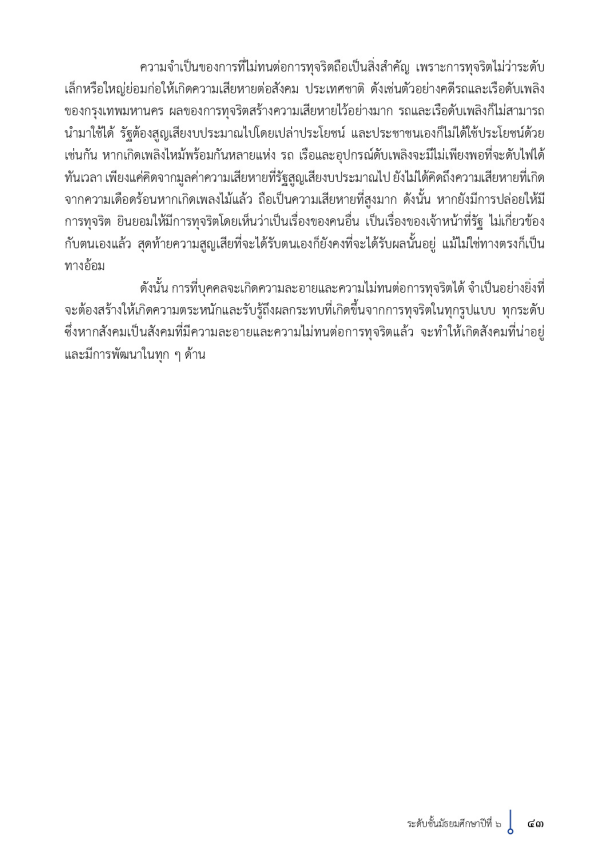 ความจำเป็นของการที่ไม่ทนต่อการทุจริตถือเป็นสิ่งสำคัญ เพราะการทุจริตไม่ว่าระดับ
เล็กหรือใหญ่ย่อมก่อให้เกิดความเสียหายต่อสังคม ประเทศชาติ ดังเช่นตัวอย่างคดีรถและเรือดับเพลิง
ของกรุงเทพมหานคร ผลของการทุจริตสร้างความเสียหายไว้อย่างมาก รถและเรือดับเพลิงก็ไม่สามารถ
นำมาใช้ได้ รัฐต้องสูญเสียงบประมาณไปโดยเปล่าประโยชน์ และประชาชนเองก็ไม่ได้ใช้ประโยชน์ด้วย
เช่นกัน หากเกิดเพลิงไหม้พร้อมกันหลายแห่ง รถ เรือและอุปกรณ์ดับเพลิงจะมีไม่เพียงพอที่จะดับไฟได้
ทันเวลา เพียงแค่คิดจากมูลค่าความเสียหายที่รัฐสูญเสียงบประมาณไป ยังไม่ได้คิดถึงความเสียหายที่เกิด
จากความเดือดร้อนหากเกิดเพลงไม้แล้ว ถือเป็นความเสียหายที่สูงมาก ดังนั้น หากยังมีการปล่อยให้มี
การทุจริต ยินยอมให้มีการทุจริตโดยเห็นว่าเป็นเรื่องของคนอื่น เป็นเรื่องของเจ้าหน้าที่รัฐ ไม่เกี่ยวข้อง
กับตนเองแล้ว สุดท้ายความสูญเสียที่จะได้รับตนเองก็ยังคงที่จะได้รับผลนั้นอยู่ แม้ไม่ใช่ทางตรงก็เป็น
ทางอ้อม
ดังนั้น การที่บุคคลจะเกิดความละอายและความไม่ทนต่อการทุจริตได้ จำเป็นอย่างยิ่งที่
จะต้องสร้างให้เกิดความตระหนักและรับรู้ถึงผลกระทบที่เกิดขึ้นจากการทุจริตในทุกรูปแบบ ทุกระดับ
ซึ่งหากสังคมเป็นสังคมที่มีความละอายและความไม่ทนต่อการทุจริตแล้ว จะทำให้เกิดสังคมที่น่าอยู่
และมีการพัฒนาในทุก ๆ ด้าน
ระดับชั้นมัธยมศึกษาปีที่ ๖ ๔๓